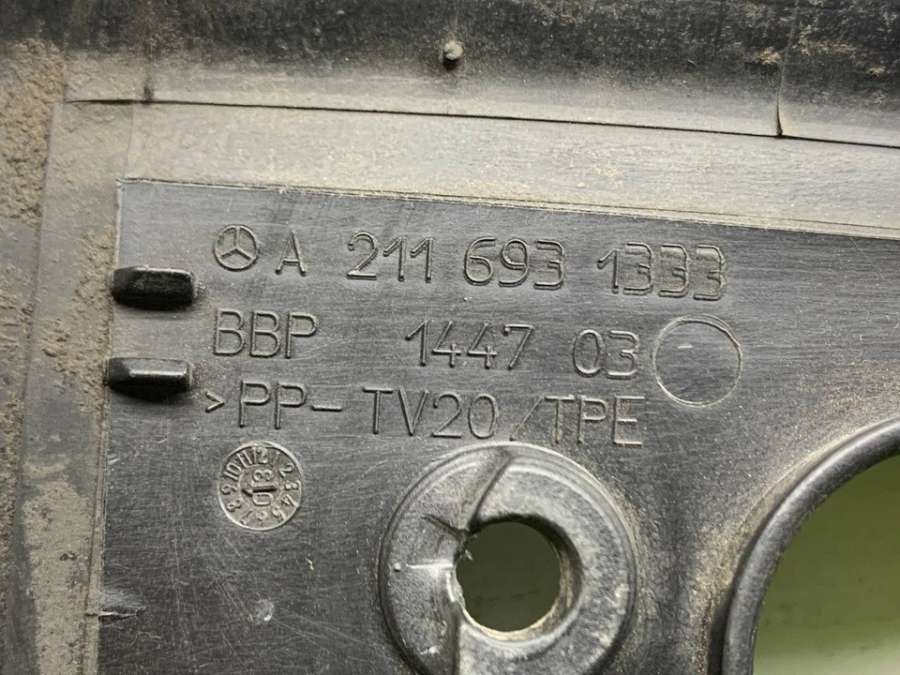 A 211 693 1333
BBP 1447 03
>PP-TV20/TPE